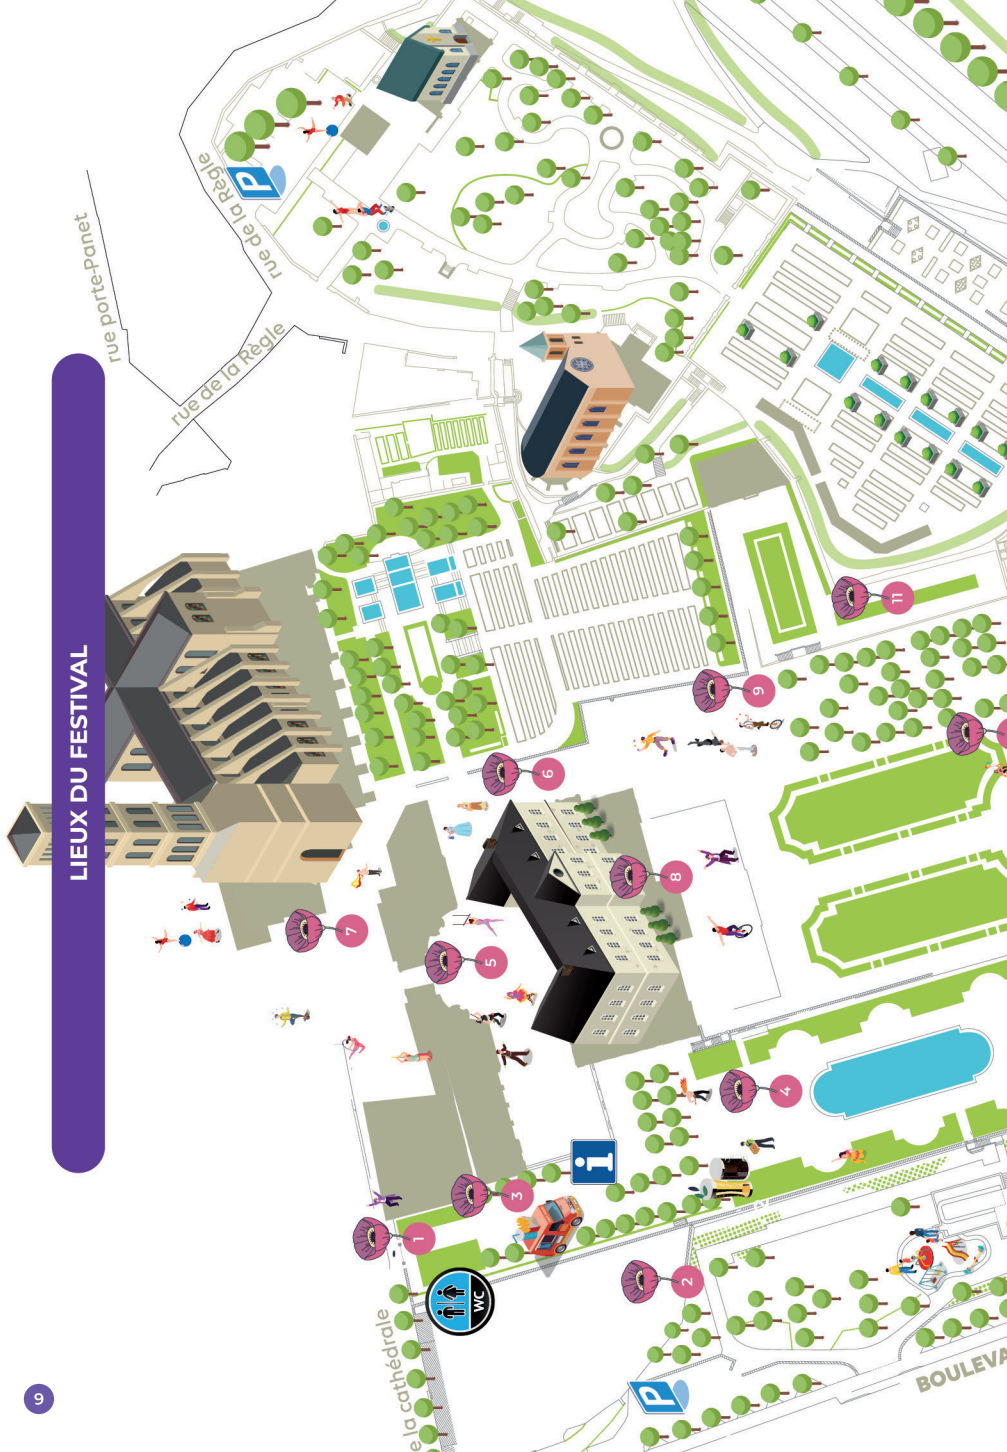 LIEUX DU FESTIVAL
rue porte-Panet
rue de la Règle
rue de la Règle
P
7
6
9
11
5
8
1
3
4
i
WC
2
e la cathédrale
P
BOULEVA
9